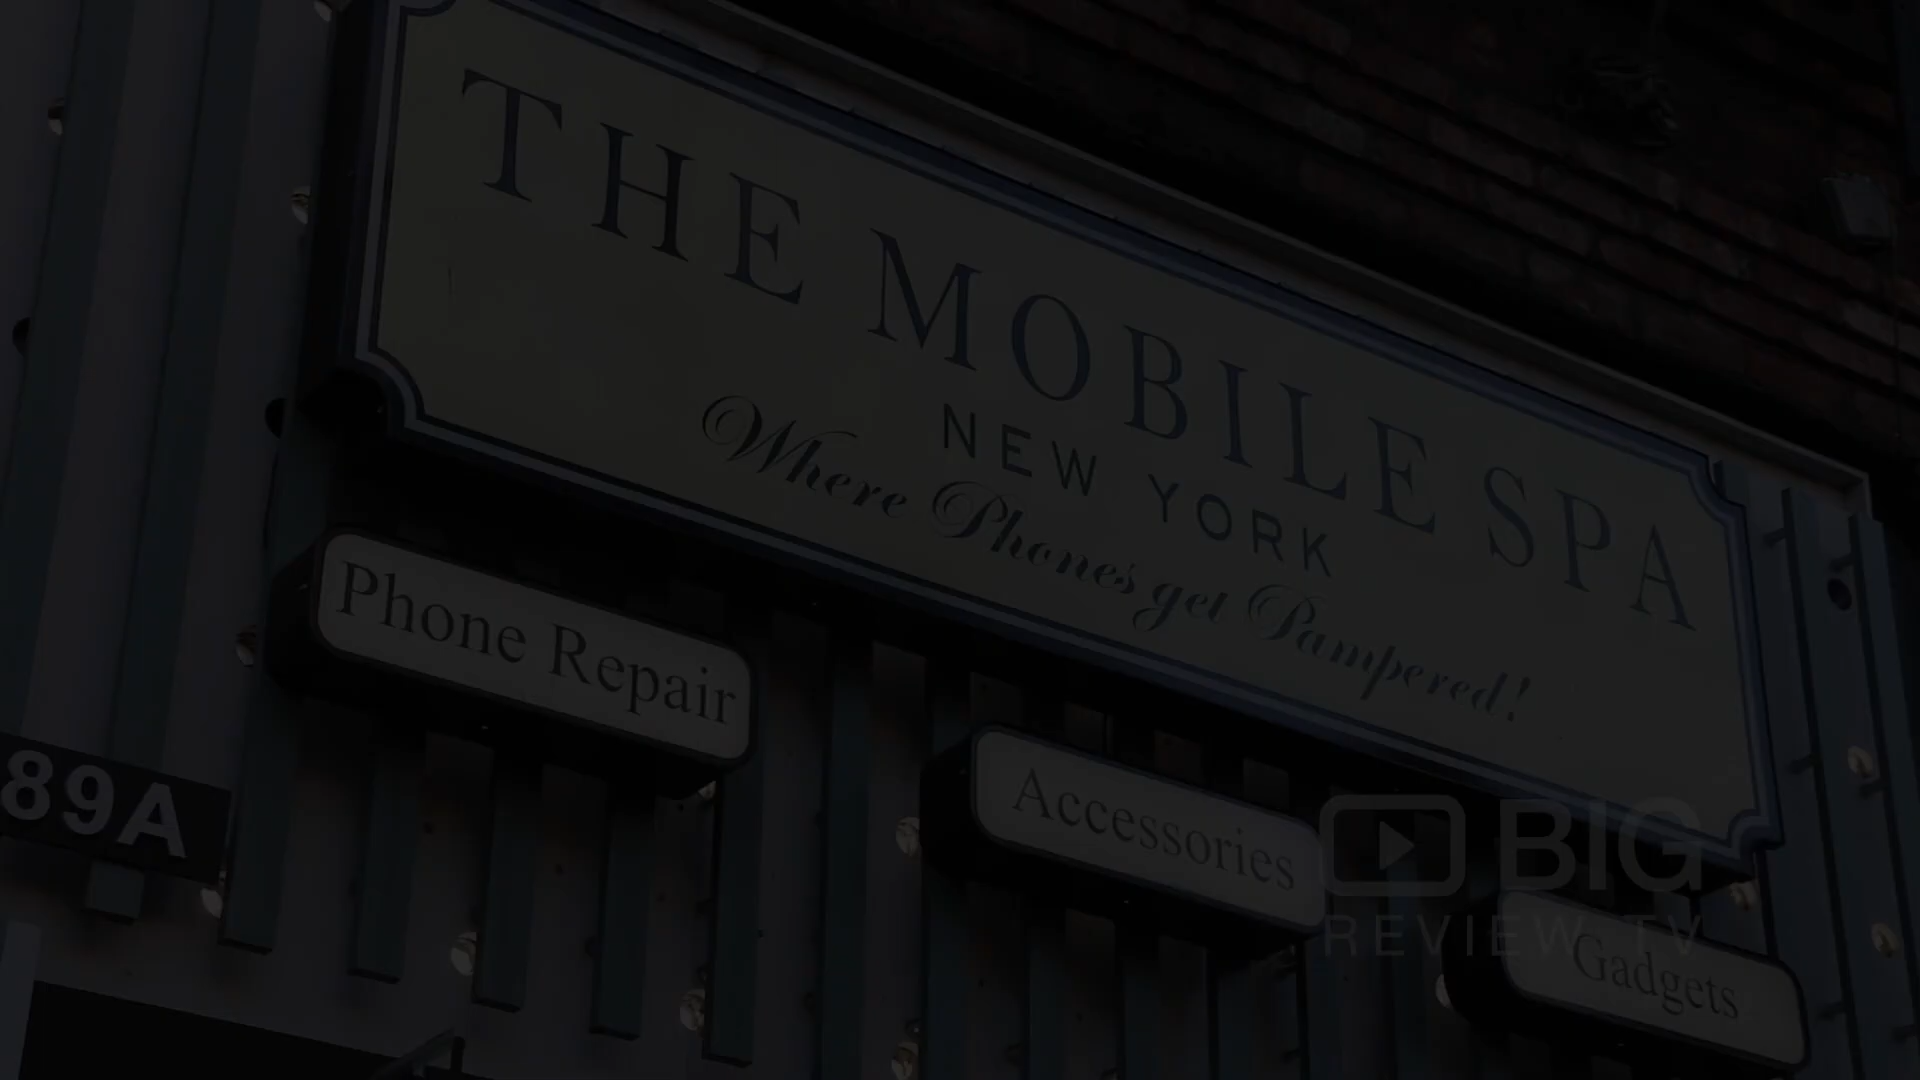 THE MOBILE SPA
NEW YORK
Where Phones get Pampered!
Phone Repair
Accessories
Gadgets
89A
BIG
REVIEW TV